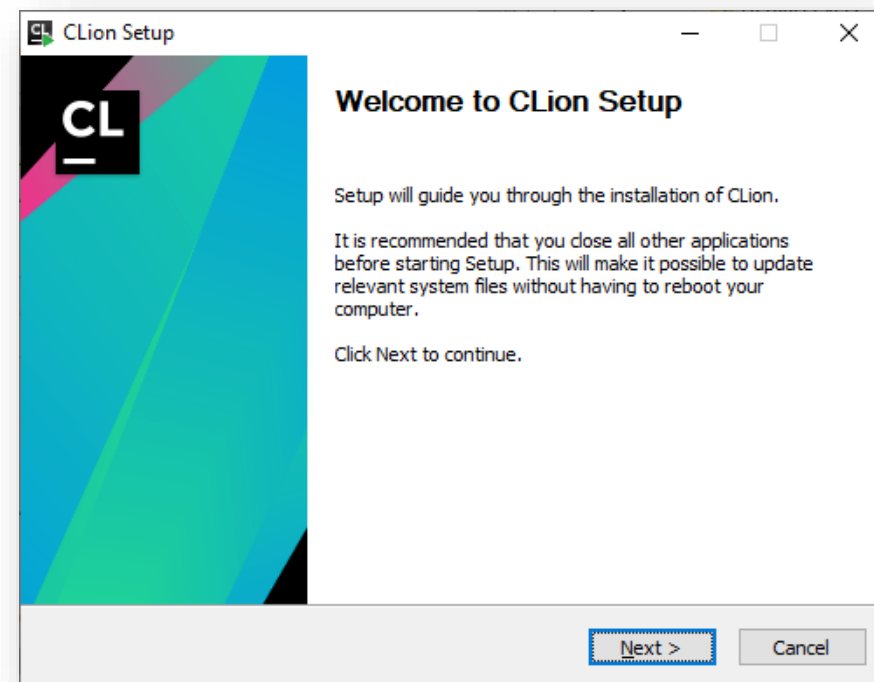 CLion Setup
CL
Welcome to CLion Setup
Setup will guide you through the installation of CLion.
It is recommended that you close all other applications
before starting Setup. This will make it possible to update
relevant system files without having to reboot your
computer.
Click Next to continue.
Next >
Cancel